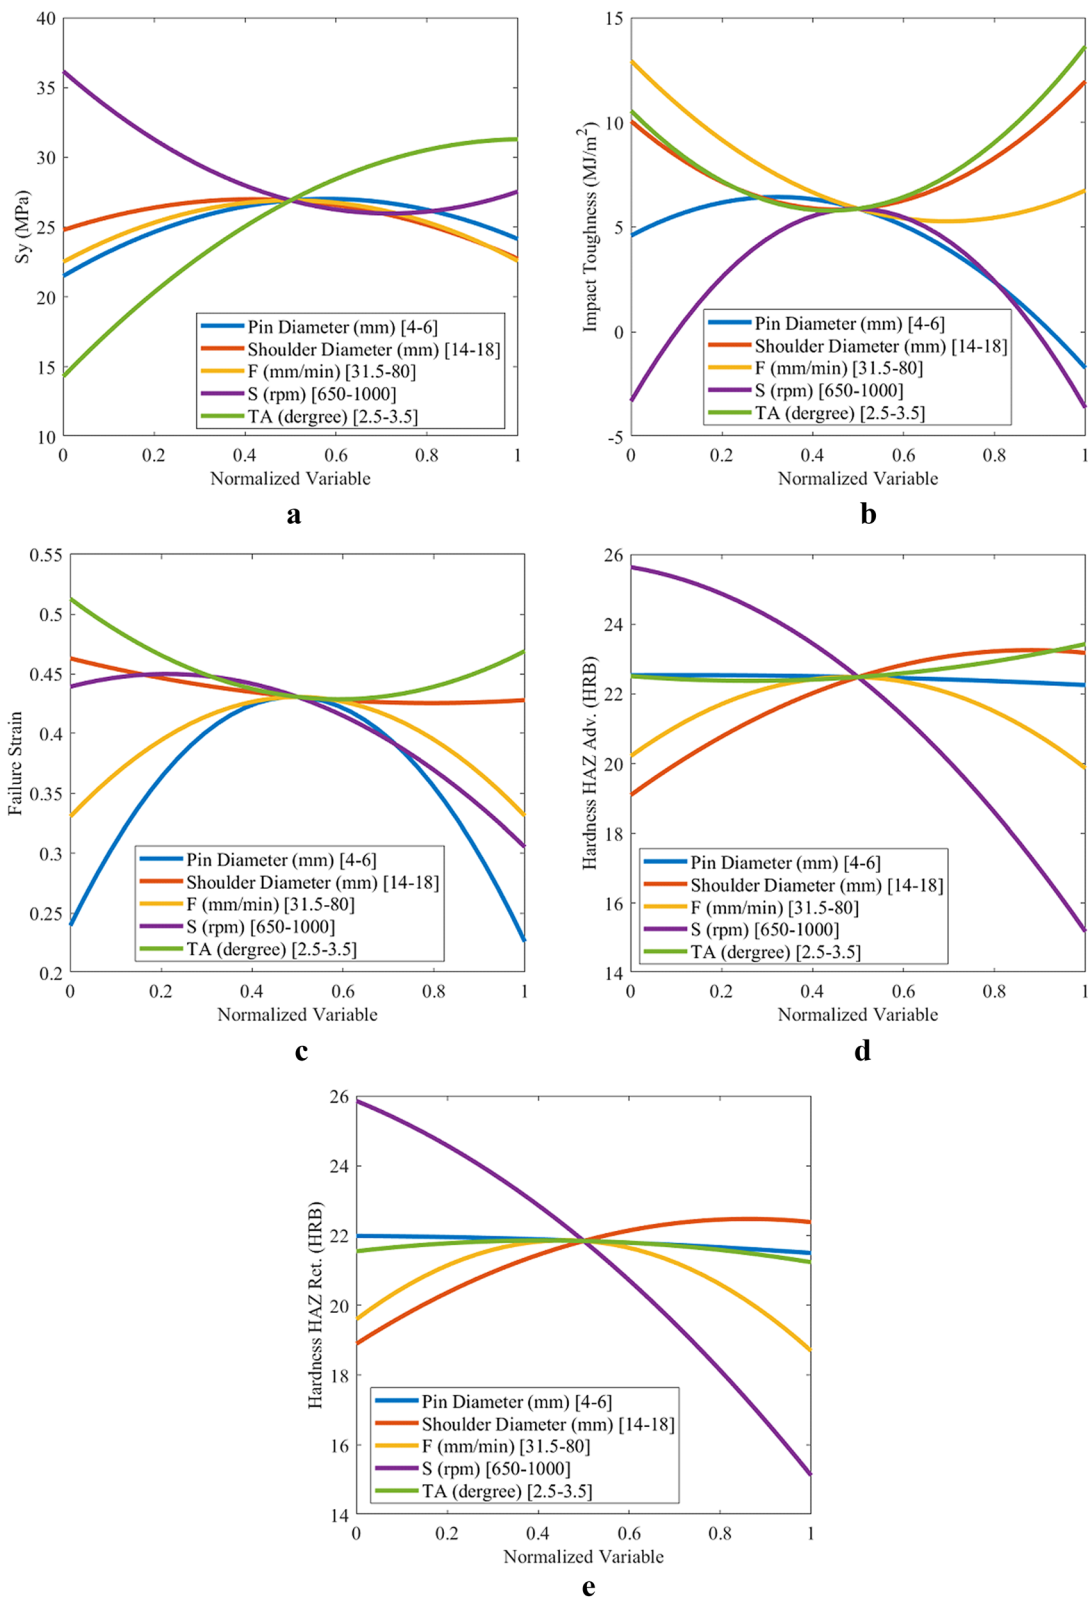 40
35
30
25
20
15
10
Sy (MPa)
Pin Diameter (mm) [4-6]
Shoulder Diameter (mm) [14-18]
F (mm/min) [31.5-80]
S (rpm) [650-1000]
TA (dergree) [2.5-3.5]
0 0.2 0.4 0.6 0.8 1
Normalized Variable
a
15
10
5
0
-5
Impact Toughness (MJ/m²)
Pin Diameter (mm) [4-6]
Shoulder Diameter (mm) [14-18]
F (mm/min) [31.5-80]
S (rpm) [650-1000]
TA (dergree) [2.5-3.5]
0 0.2 0.4 0.6 0.8 1
Normalized Variable
b
0.55
0.5
0.45
0.4
0.35
0.3
0.25
0.2
Failure Strain
Pin Diameter (mm) [4-6]
Shoulder Diameter (mm) [14-18]
F (mm/min) [31.5-80]
S (rpm) [650-1000]
TA (dergree) [2.5-3.5]
0 0.2 0.4 0.6 0.8 1
Normalized Variable
c
26
24
22
20
18
16
14
Hardness HAZ Adv. (HRB)
Pin Diameter (mm) [4-6]
Shoulder Diameter (mm) [14-18]
F (mm/min) [31.5-80]
S (rpm) [650-1000]
TA (dergree) [2.5-3.5]
0 0.2 0.4 0.6 0.8 1
Normalized Variable
d
26
24
22
20
18
16
14
Hardness HAZ Rct. (HRB)
Pin Diameter (mm) [4-6]
Shoulder Diameter (mm) [14-18]
F (mm/min) [31.5-80]
S (rpm) [650-1000]
TA (dergree) [2.5-3.5]
0 0.2 0.4 0.6 0.8 1
Normalized Variable
e